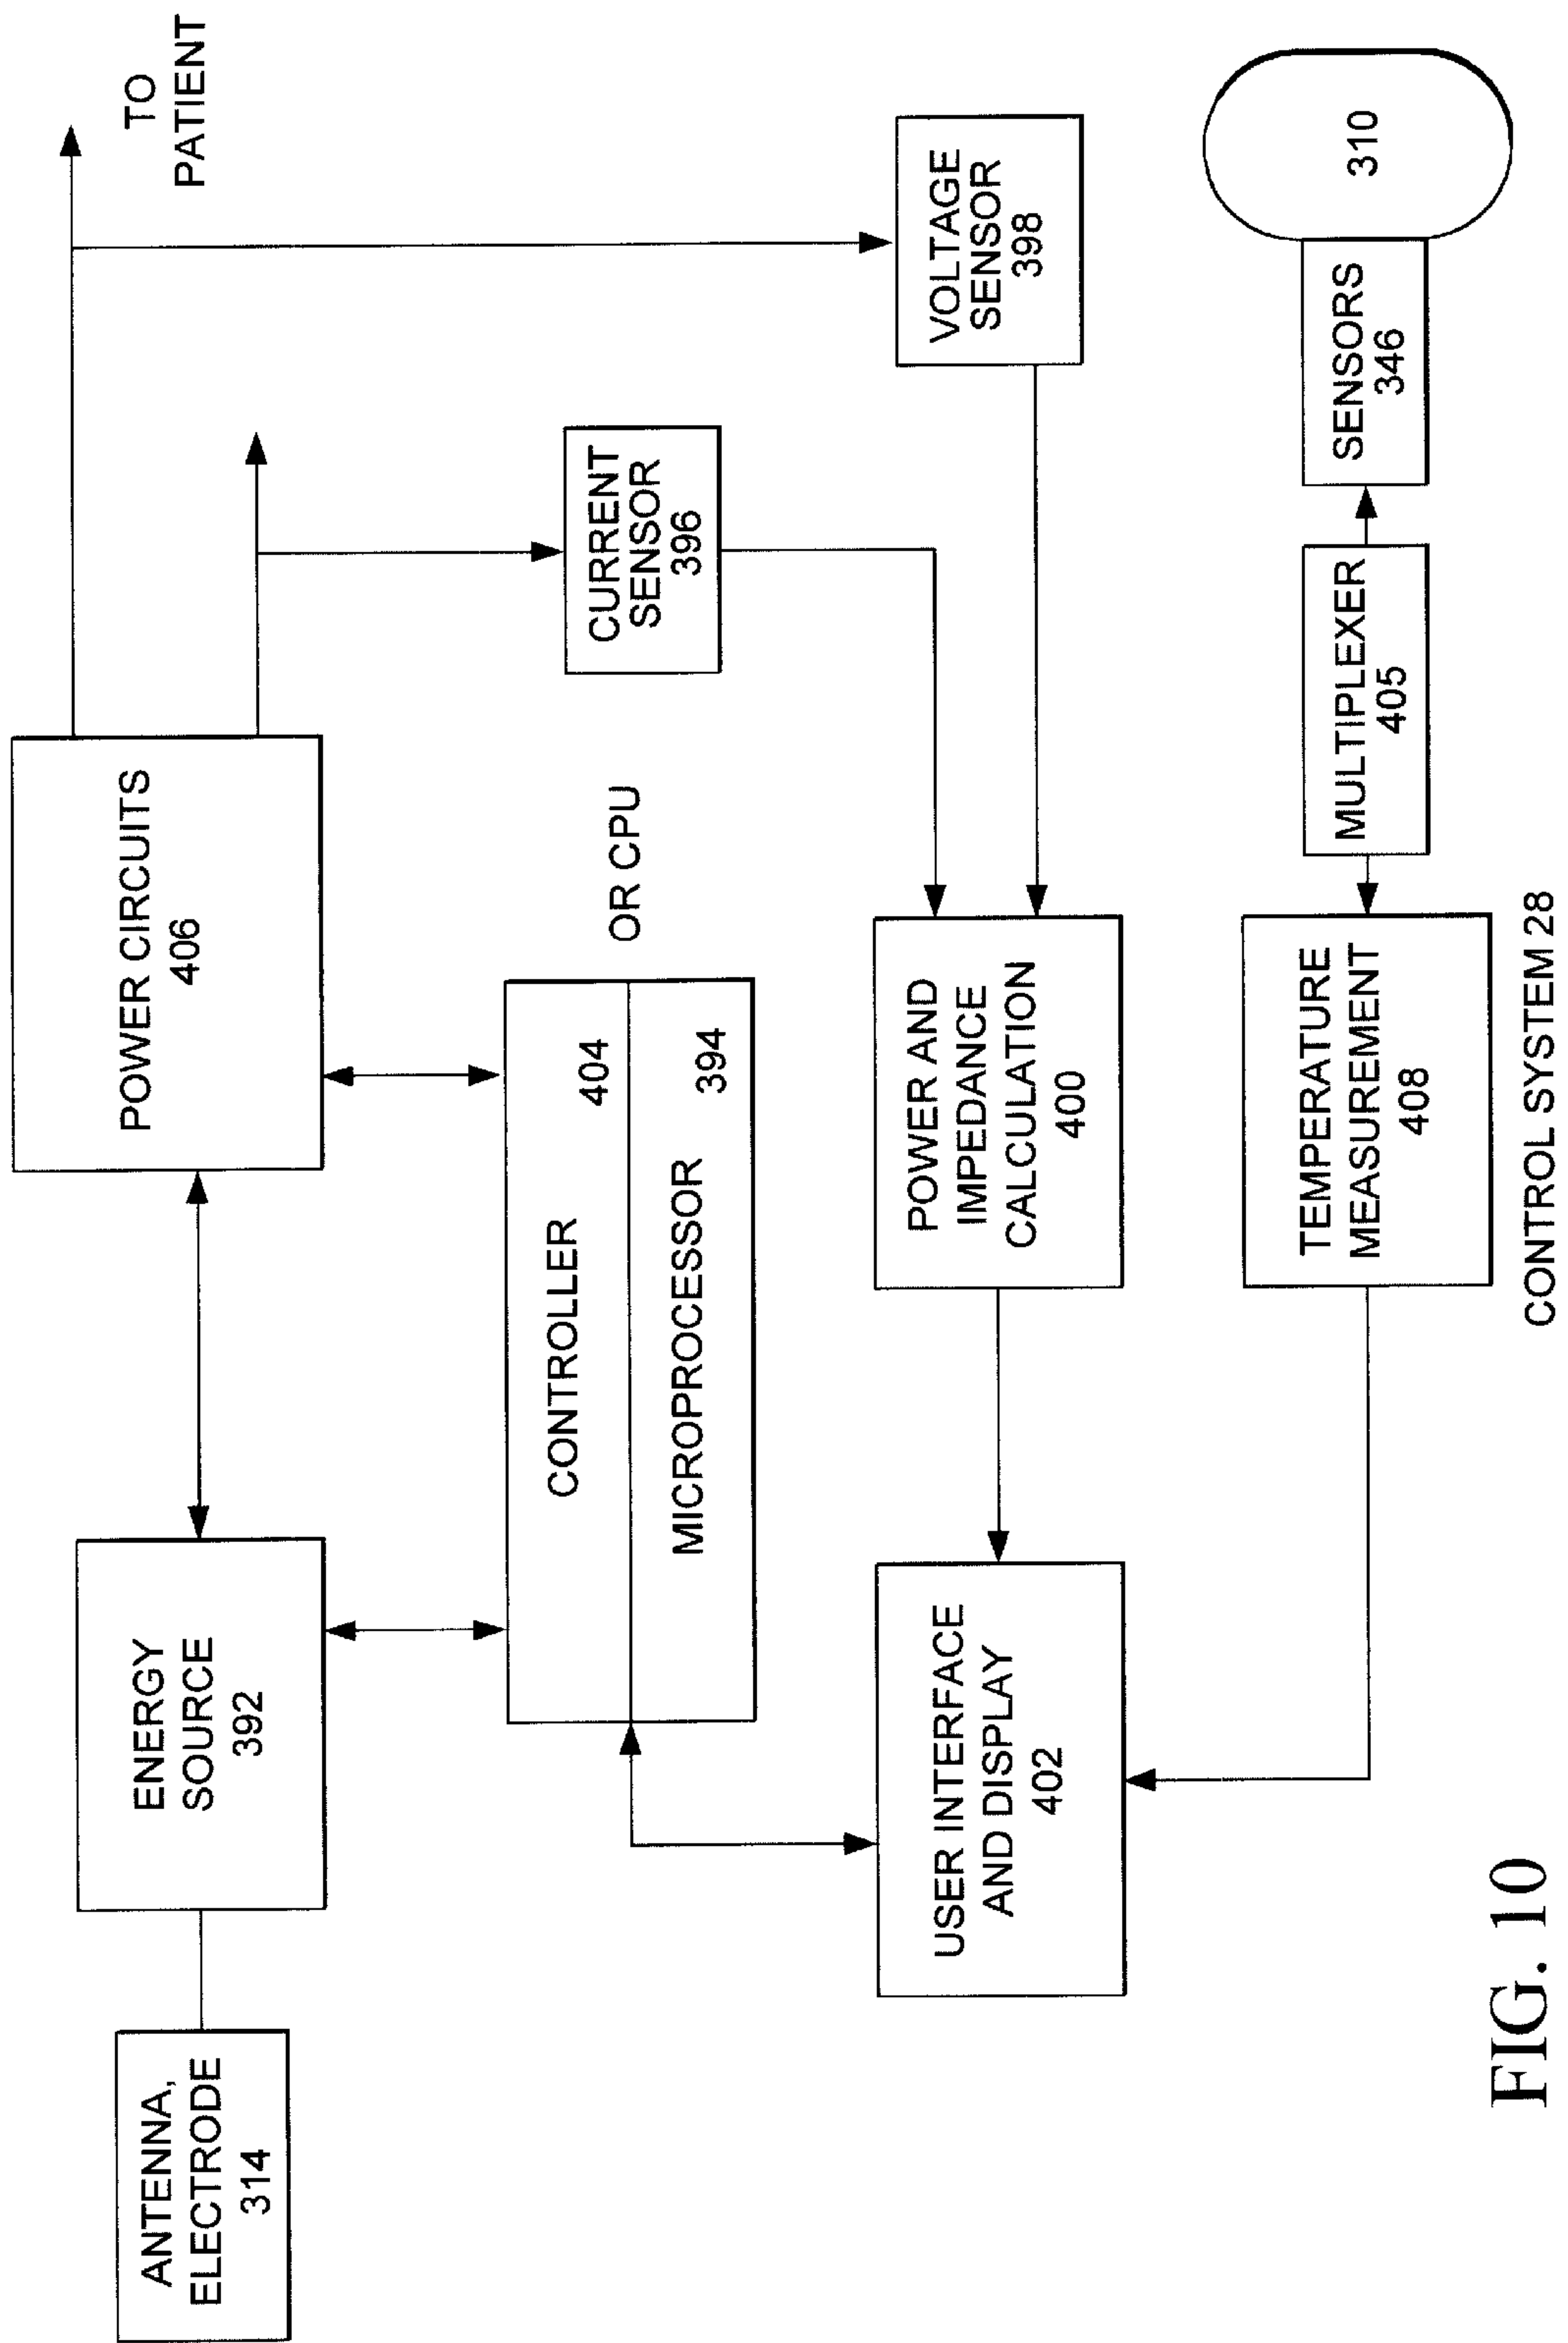 ANTENNA,
ELECTRODE
314
ENERGY
SOURCE
392
POWER CIRCUITS
406
TO
PATIENT
CONTROLLER
404
MICROPROCESSOR
394
OR CPU
CURRENT
SENSOR
396
VOLTAGE
SENSOR
398
USER INTERFACE
AND DISPLAY
402
POWER AND
IMPEDANCE
CALCULATION
400
TEMPERATURE
MEASUREMENT
408
MULTIPLEXER
405
SENSORS
346
310
CONTROL SYSTEM 28
FIG. 10